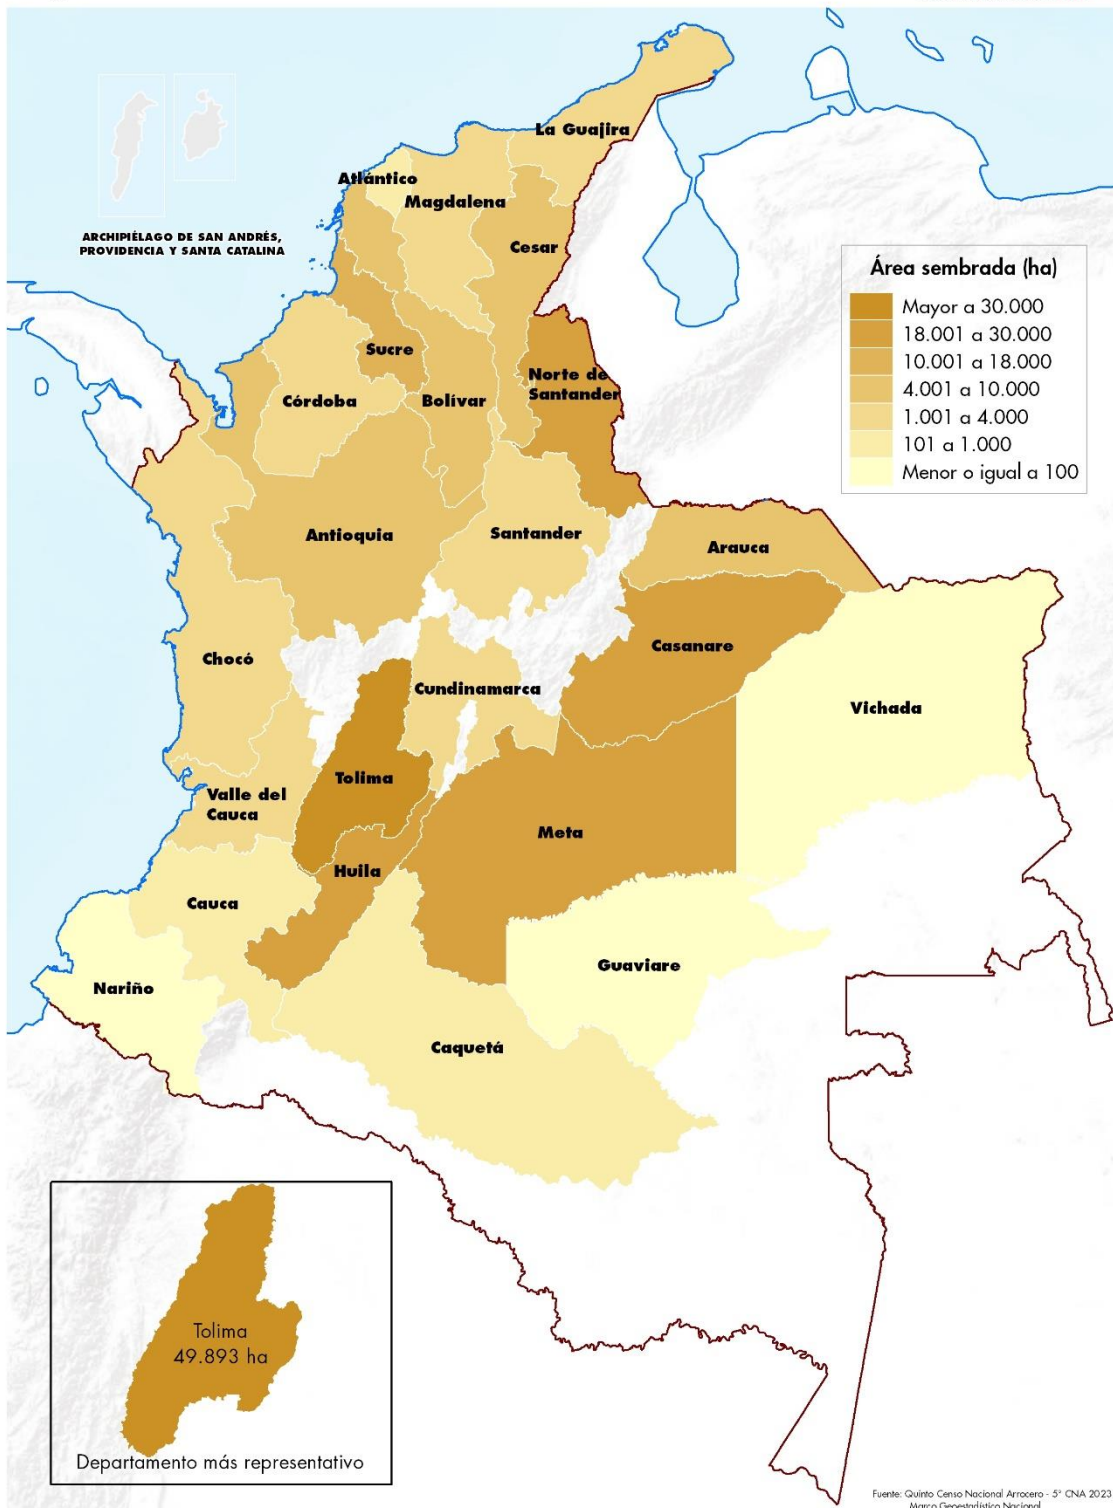 La Guajira
Atlántico
Magdalena
Cesar
ARCHIPIÉLAGO DE SAN ANDRÉS,
PROVIDENCIA Y SANTA CATALINA
Área sembrada (ha)
Mayor a 30.000
18.001 a 30.000
10.001 a 18.000
4.001 a 10.000
1.001 a 4.000
101 a 1.000
Menor o igual a 100
Sucre
Norte de
Santander
Córdoba
Bolívar
Antioquia
Santander
Arauca
Chocó
Casanare
Cundinamarca
Vichada
Tolima
Valle del
Cauca
Meta
Huila
Cauca
Guaviare
Nariño
Caquetá
Tolima
49.893 ha
Departamento más representativo
Fuente: Quinto Censo Nacional Arrocero - 5° CNA 2023
Marco Geoestadístico Nacional